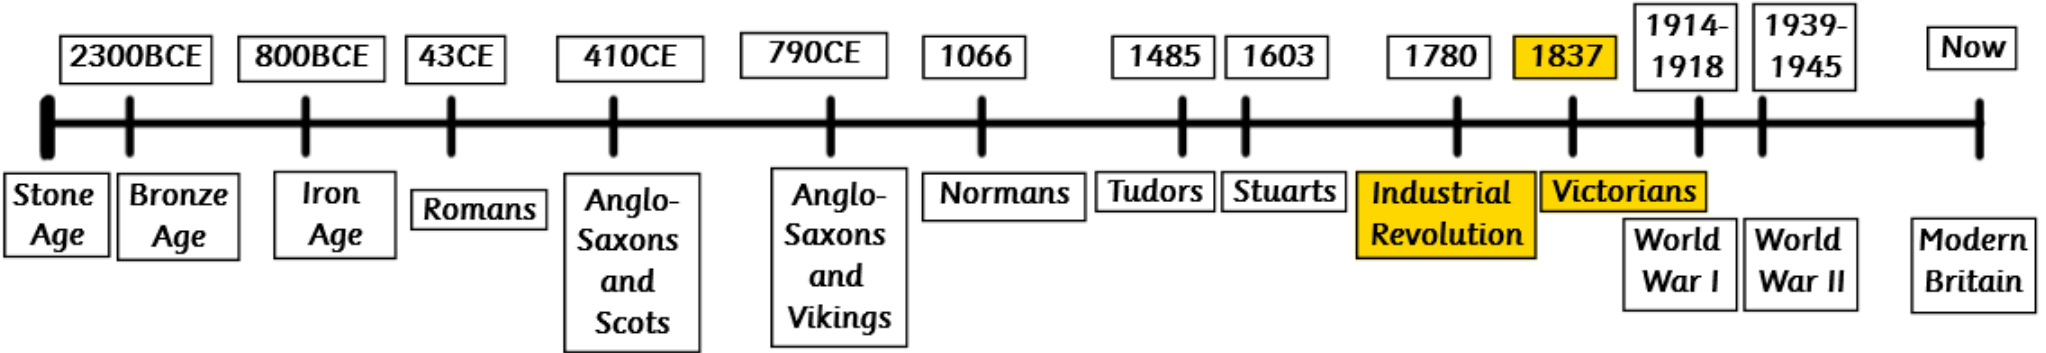 2300BCE
800BCE
43CE
410CE
790CE
1066
1485
1603
1780
1837
1914-
1918
1939-
1945
Now
Stone
Age
Bronze
Age
Iron
Age
Romans
Anglo-
Saxons
and
Scots
Anglo-
Saxons
and
Vikings
Normans
Tudors
Stuarts
Industrial
Revolution
Victorians
World
War I
World
War II
Modern
Britain